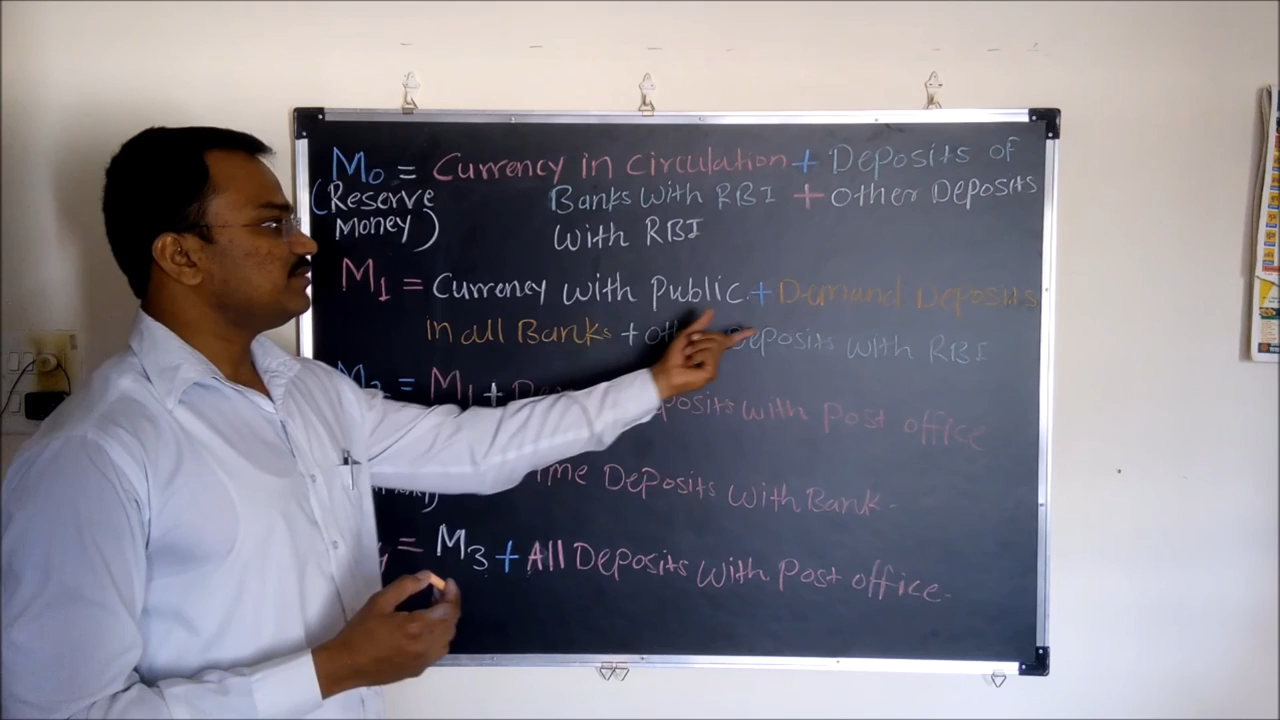 M0 = Currency in Circulation + Deposits of
(Reserve Banks With RBI + other Deposits
Money) With RBI
M1 = Currency with Public + Demand Deposits
in all Banks + Deposits with RBI
= M1 + Deposits with Post office
Time Deposits with Bank
= M3 + All Deposits with Post office.